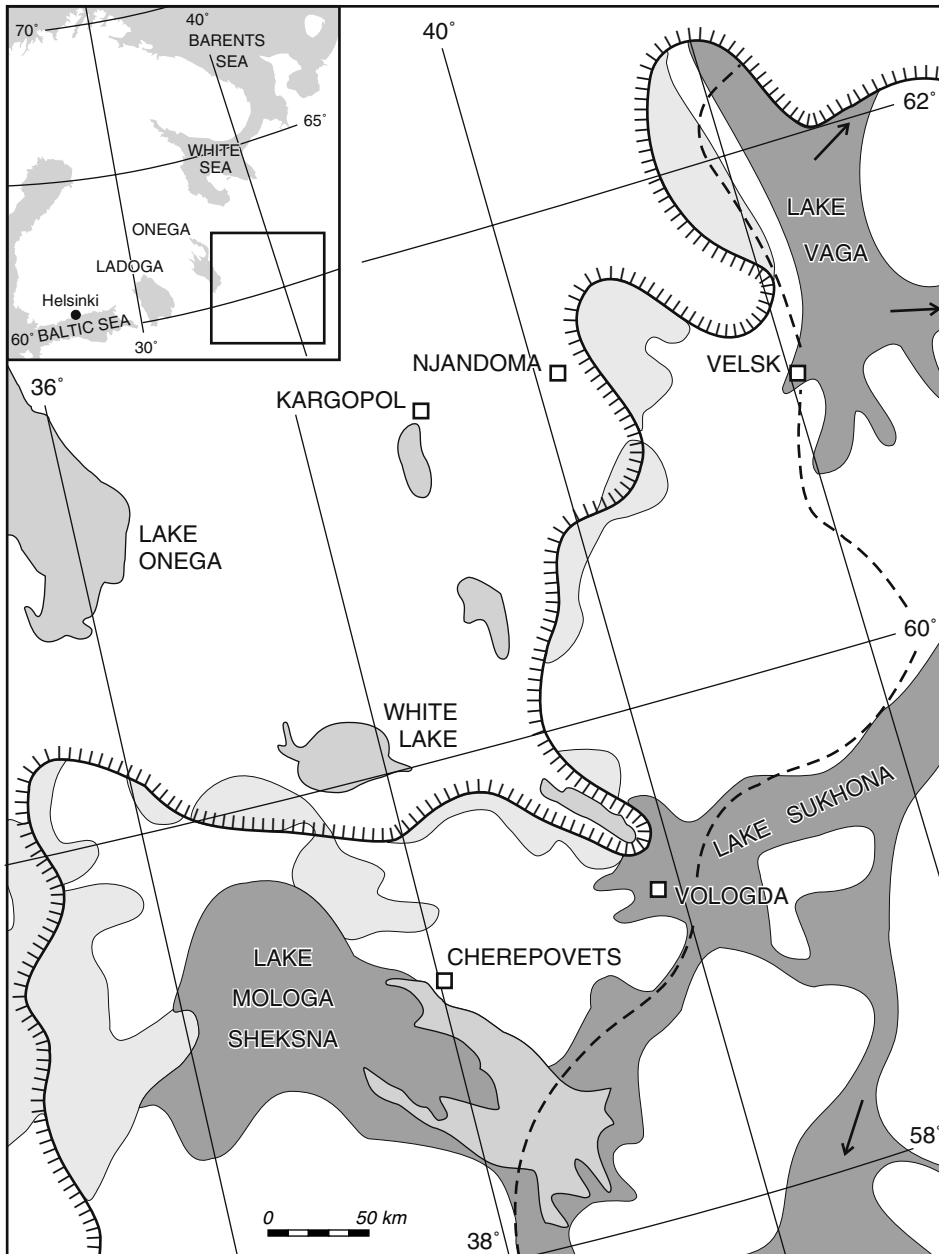 70°
40°
BARENTS
SEA
65°
WHITE
SEA
ONEGA
LADOGA
Helsinki
60° BALTIC SEA
30°
40°
62°
LAKE
VAGA
NJANDOMA
VELSK
36°
KARGOPOL
LAKE
ONEGA
60°
WHITE
LAKE
LAKE SUKHONA
VOLOGDA
LAKE
MOLOGA
SHEKSNA
CHEREPOVETS
58°
0 50 km
38°